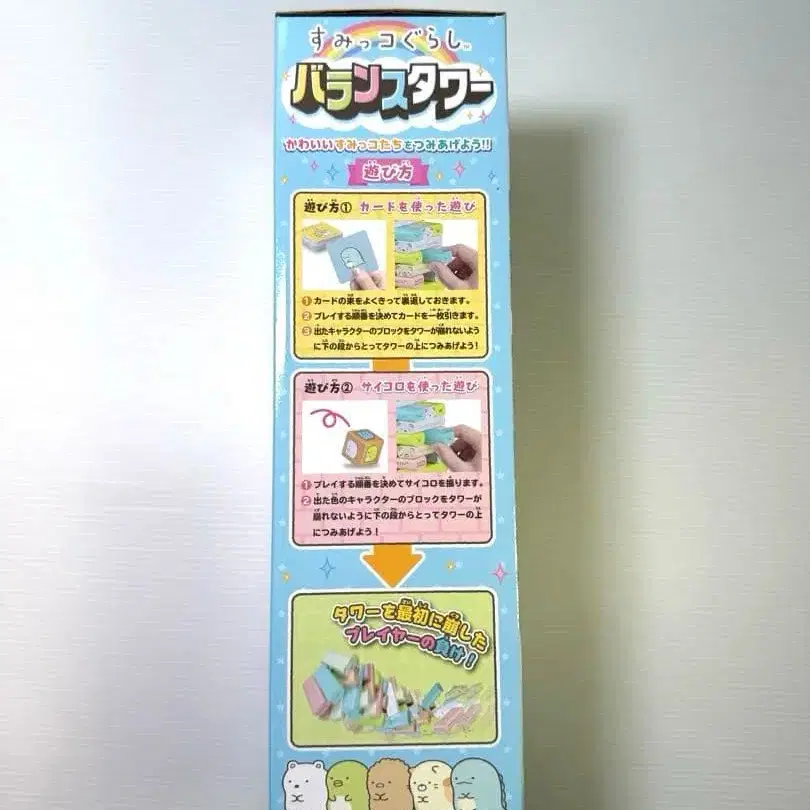 すみっコぐらし™
バランスタワー
かわいいすみっコたちをつみあげよう!!
遊び方
遊び方① カードを使った遊び
① カードの束をよくきって裏返しておきます。
② プレイする順番を決めてカードを一枚引きます。
③ 出たキャラクターのブロックをタワーが崩れないよう
に下の段からとってタワーの上につみあげよう!
遊び方② サイコロを使った遊び
① プレイする順番を決めてサイコロを振ります。
② 出た色のキャラクターのブロックをタワーが
崩れないように下の段からとってタワーの上
につみあげよう!
タワーを最初に崩した
プレイヤーの負け!